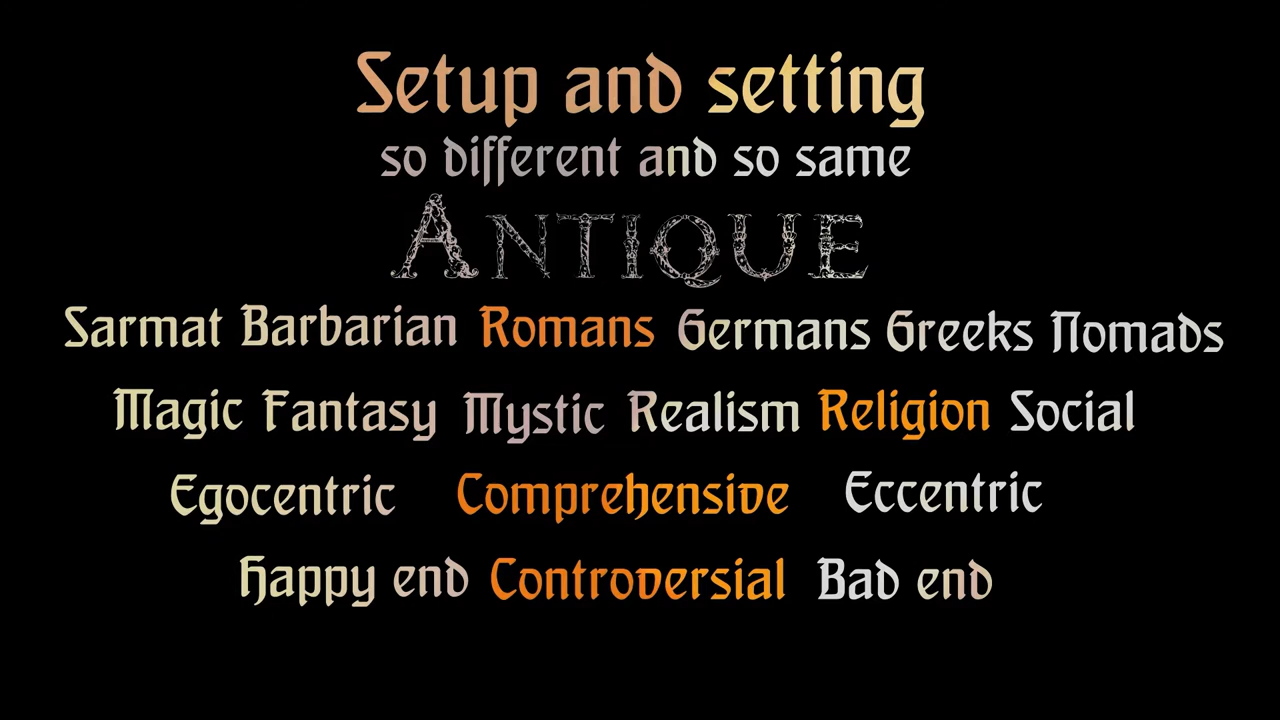 Setup and setting
so different and so same
ANTIQUE
Sarmat Barbarian Romans Germans Greeks Nomads
Magic Fantasy Mystic Realism Religion Social
Egocentric Comprehensive Eccentric
Happy end Controversial Bad end